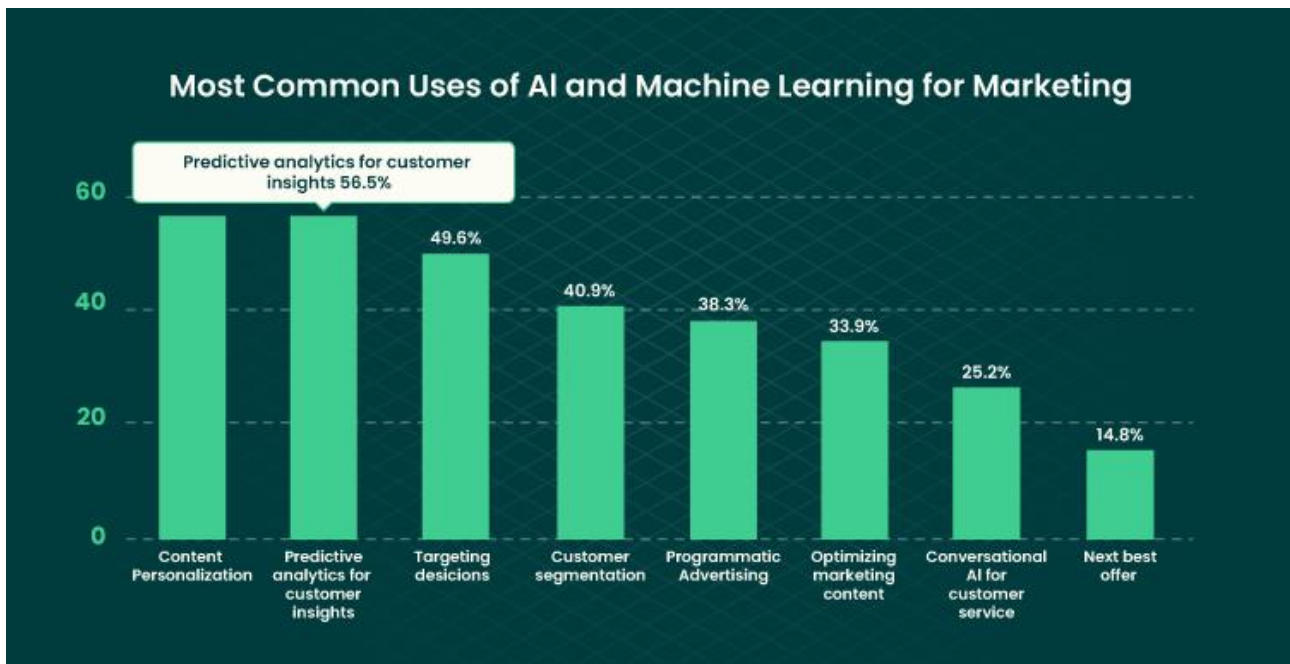 Most Common Uses of AI and Machine Learning for Marketing
Predictive analytics for customer
insights 56.5%
60
49.6%
40.9%
40
38.3%
33.9%
25.2%
20
14.8%
0
Content
Personalization
Predictive
analytics for
customer
insights
Targeting
desicions
Customer
segmentation
Programmatic
Advertising
Optimizing
marketing
content
Conversational
AI for
customer
service
Next best
offer